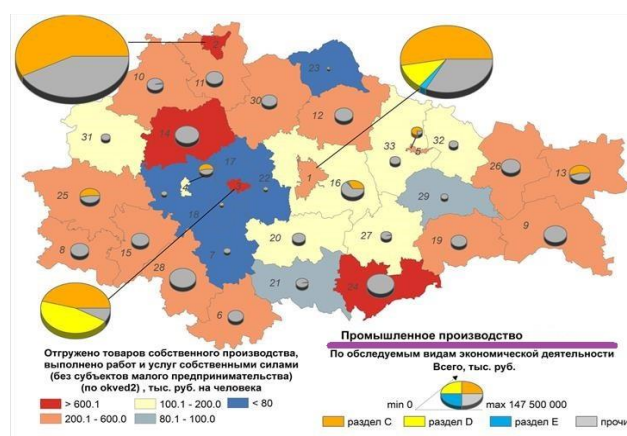 2
23
10
11
30
12
14
31
17
33
5
32
26
13
1
16
4
3
22
25
18
29
9
20
27
19
8
15
7
28
21
24
6
Отгружено товаров собственного производства,
выполнено работ и услуг собственными силами
(без субъектов малого предпринимательства)
(по okved2) , тыс. руб. на человека
> 600.1
100.1 - 200.0
< 80
200.1 - 600.0
80.1 - 100.0
Промышленное производство
По обследуемым видам экономической деятельности
Всего, тыс. руб.
min 0
max 147 500 000
раздел C
раздел D
раздел E
прочи